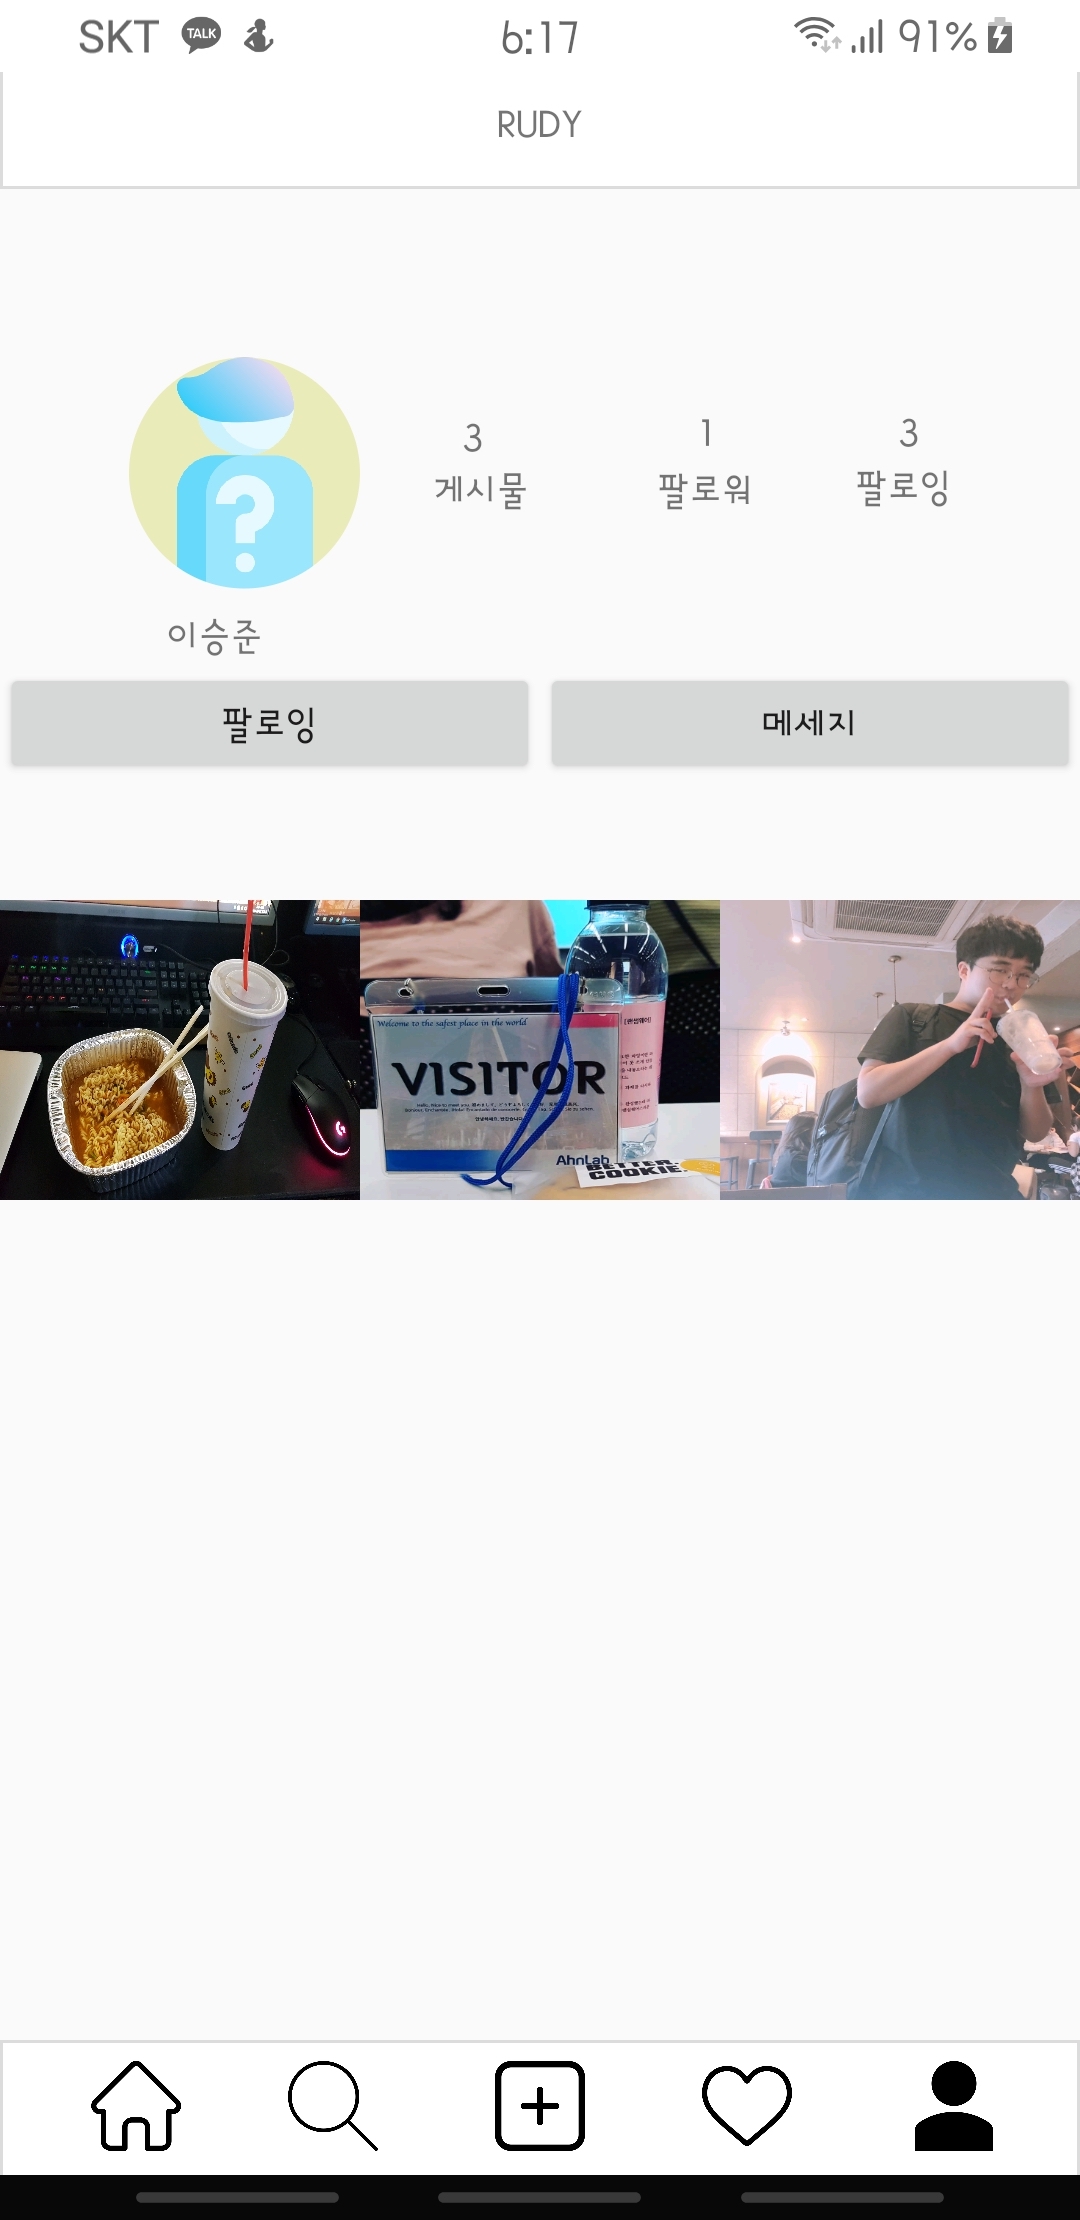 SKT TALK 6:17 91%
RUDY
3 1 3
게시물 팔로워 팔로잉
이승준
팔로잉 메세지
Welcome to the safest place in the world
VISITOR
AhnLab
BETTER
COOKIE.